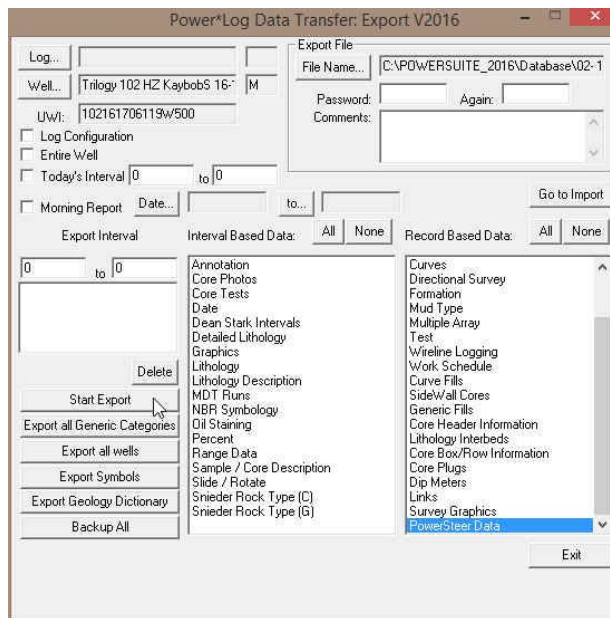 Power*Log Data Transfer: Export V2016
Log...
Well... Trilogy 102 HZ KaybobS 16- M
UWI: 102161706119W500
Export File
File Name... C:\POWERSUITE_2016\Database\02- 1
Password: Again:
Comments:
Log Configuration
Entire Well
Today's Interval 0 to 0
Morning Report Date... to...
Go to Import
Export Interval
0 to 0
Delete
Start Export
Export all Generic Categories
Export all wells
Export Symbols
Export Geology Dictionary
Backup All
Interval Based Data: All None
Annotation
Core Photos
Core Tests
Date
Dean Stark Intervals
Detailed Lithology
Graphics
Lithology
Lithology Description
MDT Runs
NBR Symbology
Oil Staining
Percent
Range Data
Sample / Core Description
Slide / Rotate
Snieder Rock Type (C)
Snieder Rock Type (G)
Record Based Data: All None
Curves
Directional Survey
Formation
Mud Type
Multiple Array
Test
Wireline Logging
Work Schedule
Curve Fills
SideWall Cores
Generic Fills
Core Header Information
Lithology Interbeds
Core Box/Row Information
Core Plugs
Dip Meters
Links
Survey Graphics
PowerSteer Data
Exit